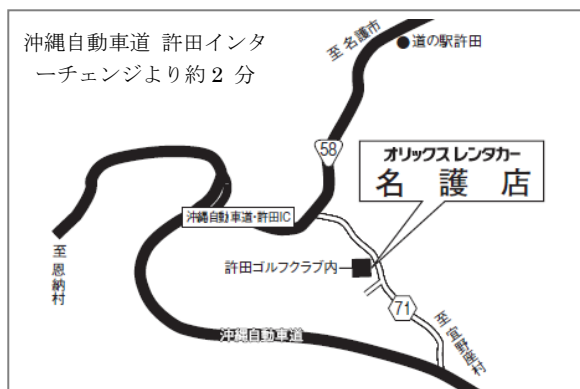 沖縄自動車道 許田インタ
ーチェンジより約２ 分
至名護市
●道の駅許田
58
オリックスレンタカー
名護店
沖縄自動車道・許田IC
至恩納村
許田ゴルフクラブ内
71
至宜野座村
沖縄自動車道